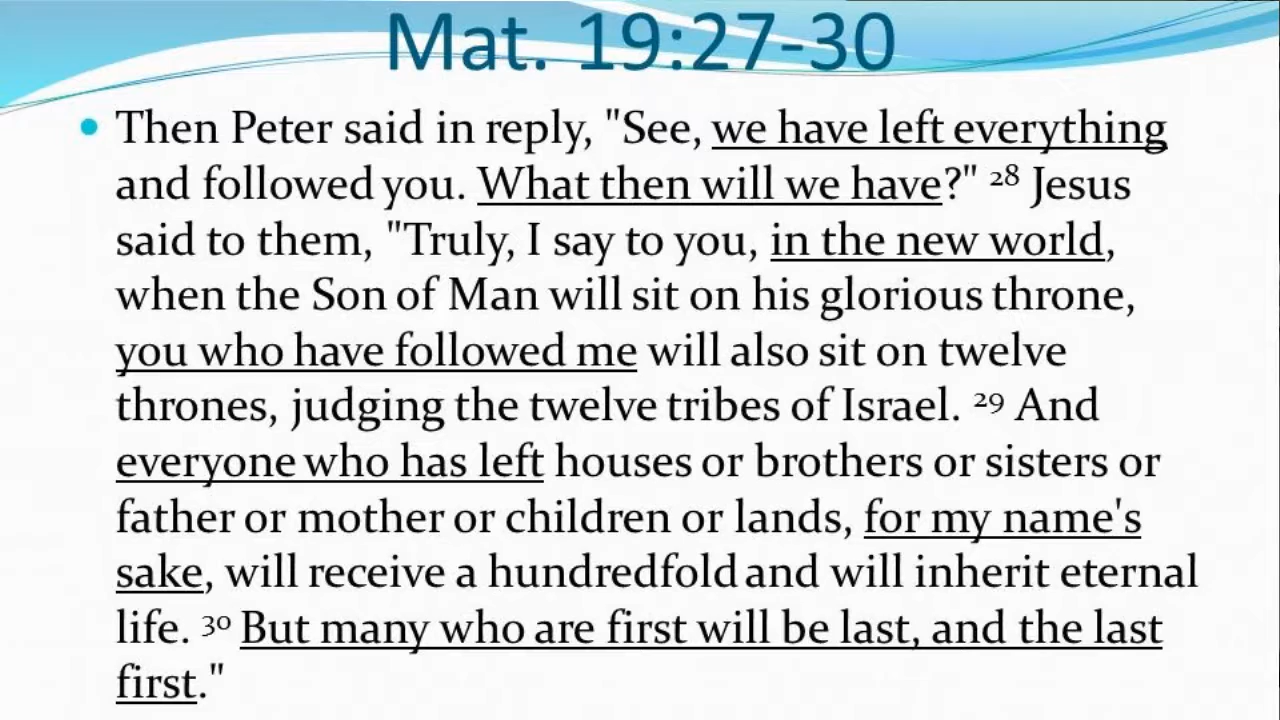 Mat. 19:27-30
• Then Peter said in reply, "See, we have left everything
and followed you. What then will we have?" 28 Jesus
said to them, "Truly, I say to you, in the new world,
when the Son of Man will sit on his glorious throne,
you who have followed me will also sit on twelve
thrones, judging the twelve tribes of Israel. 29 And
everyone who has left houses or brothers or sisters or
father or mother or children or lands, for my name's
sake, will receive a hundredfold and will inherit eternal
life. 30 But many who are first will be last, and the last
first."